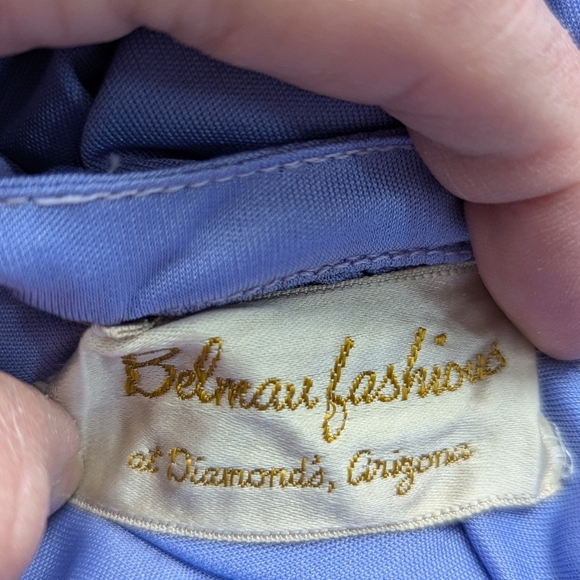 Belmau fashions
at Diamond's, Arizona